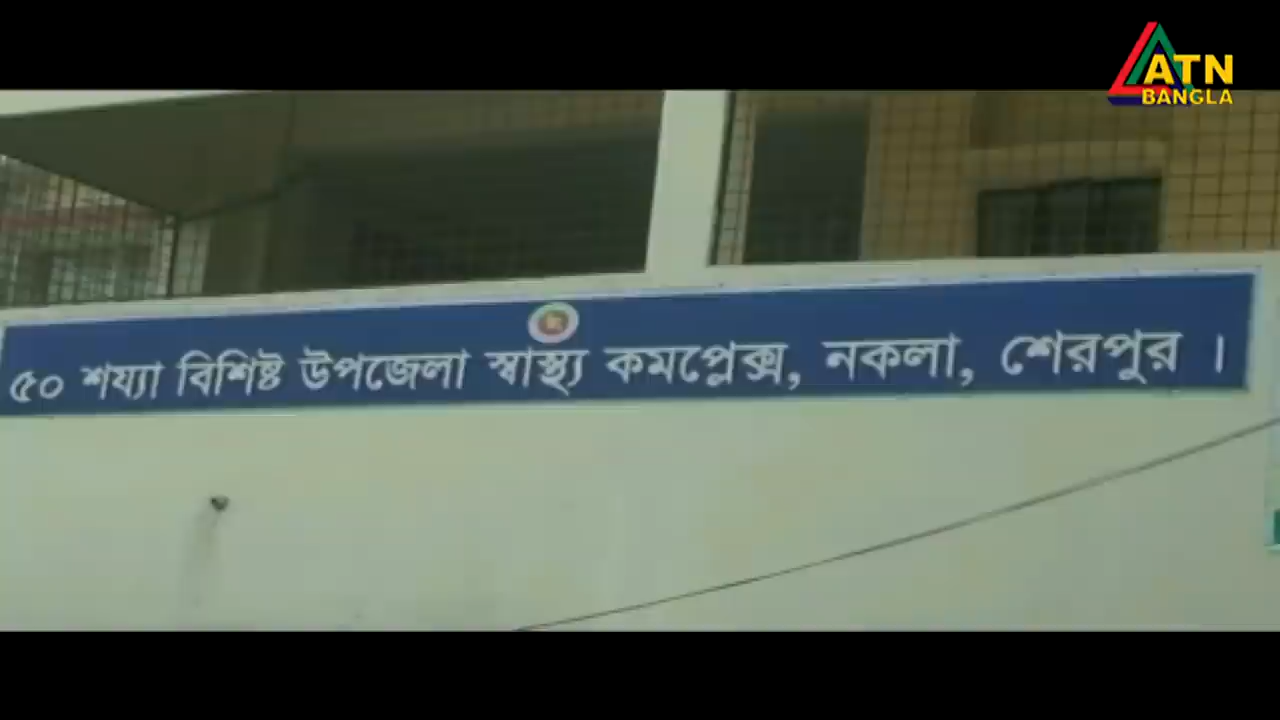 ATN
BANGLA
৫০ শয্যা বিশিষ্ট উপজেলা স্বাস্থ্য কমপ্লেক্স, নকলা, শেরপুর ।